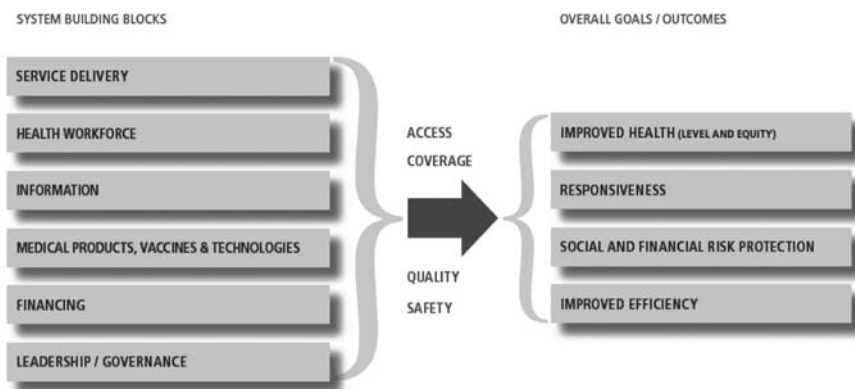 SYSTEM BUILDING BLOCKS
SERVICE DELIVERY
HEALTH WORKFORCE
INFORMATION
MEDICAL PRODUCTS, VACCINES & TECHNOLOGIES
FINANCING
LEADERSHIP / GOVERNANCE
ACCESS
COVERAGE
QUALITY
SAFETY
OVERALL GOALS / OUTCOMES
IMPROVED HEALTH (LEVEL AND EQUITY)
RESPONSIVENESS
SOCIAL AND FINANCIAL RISK PROTECTION
IMPROVED EFFICIENCY